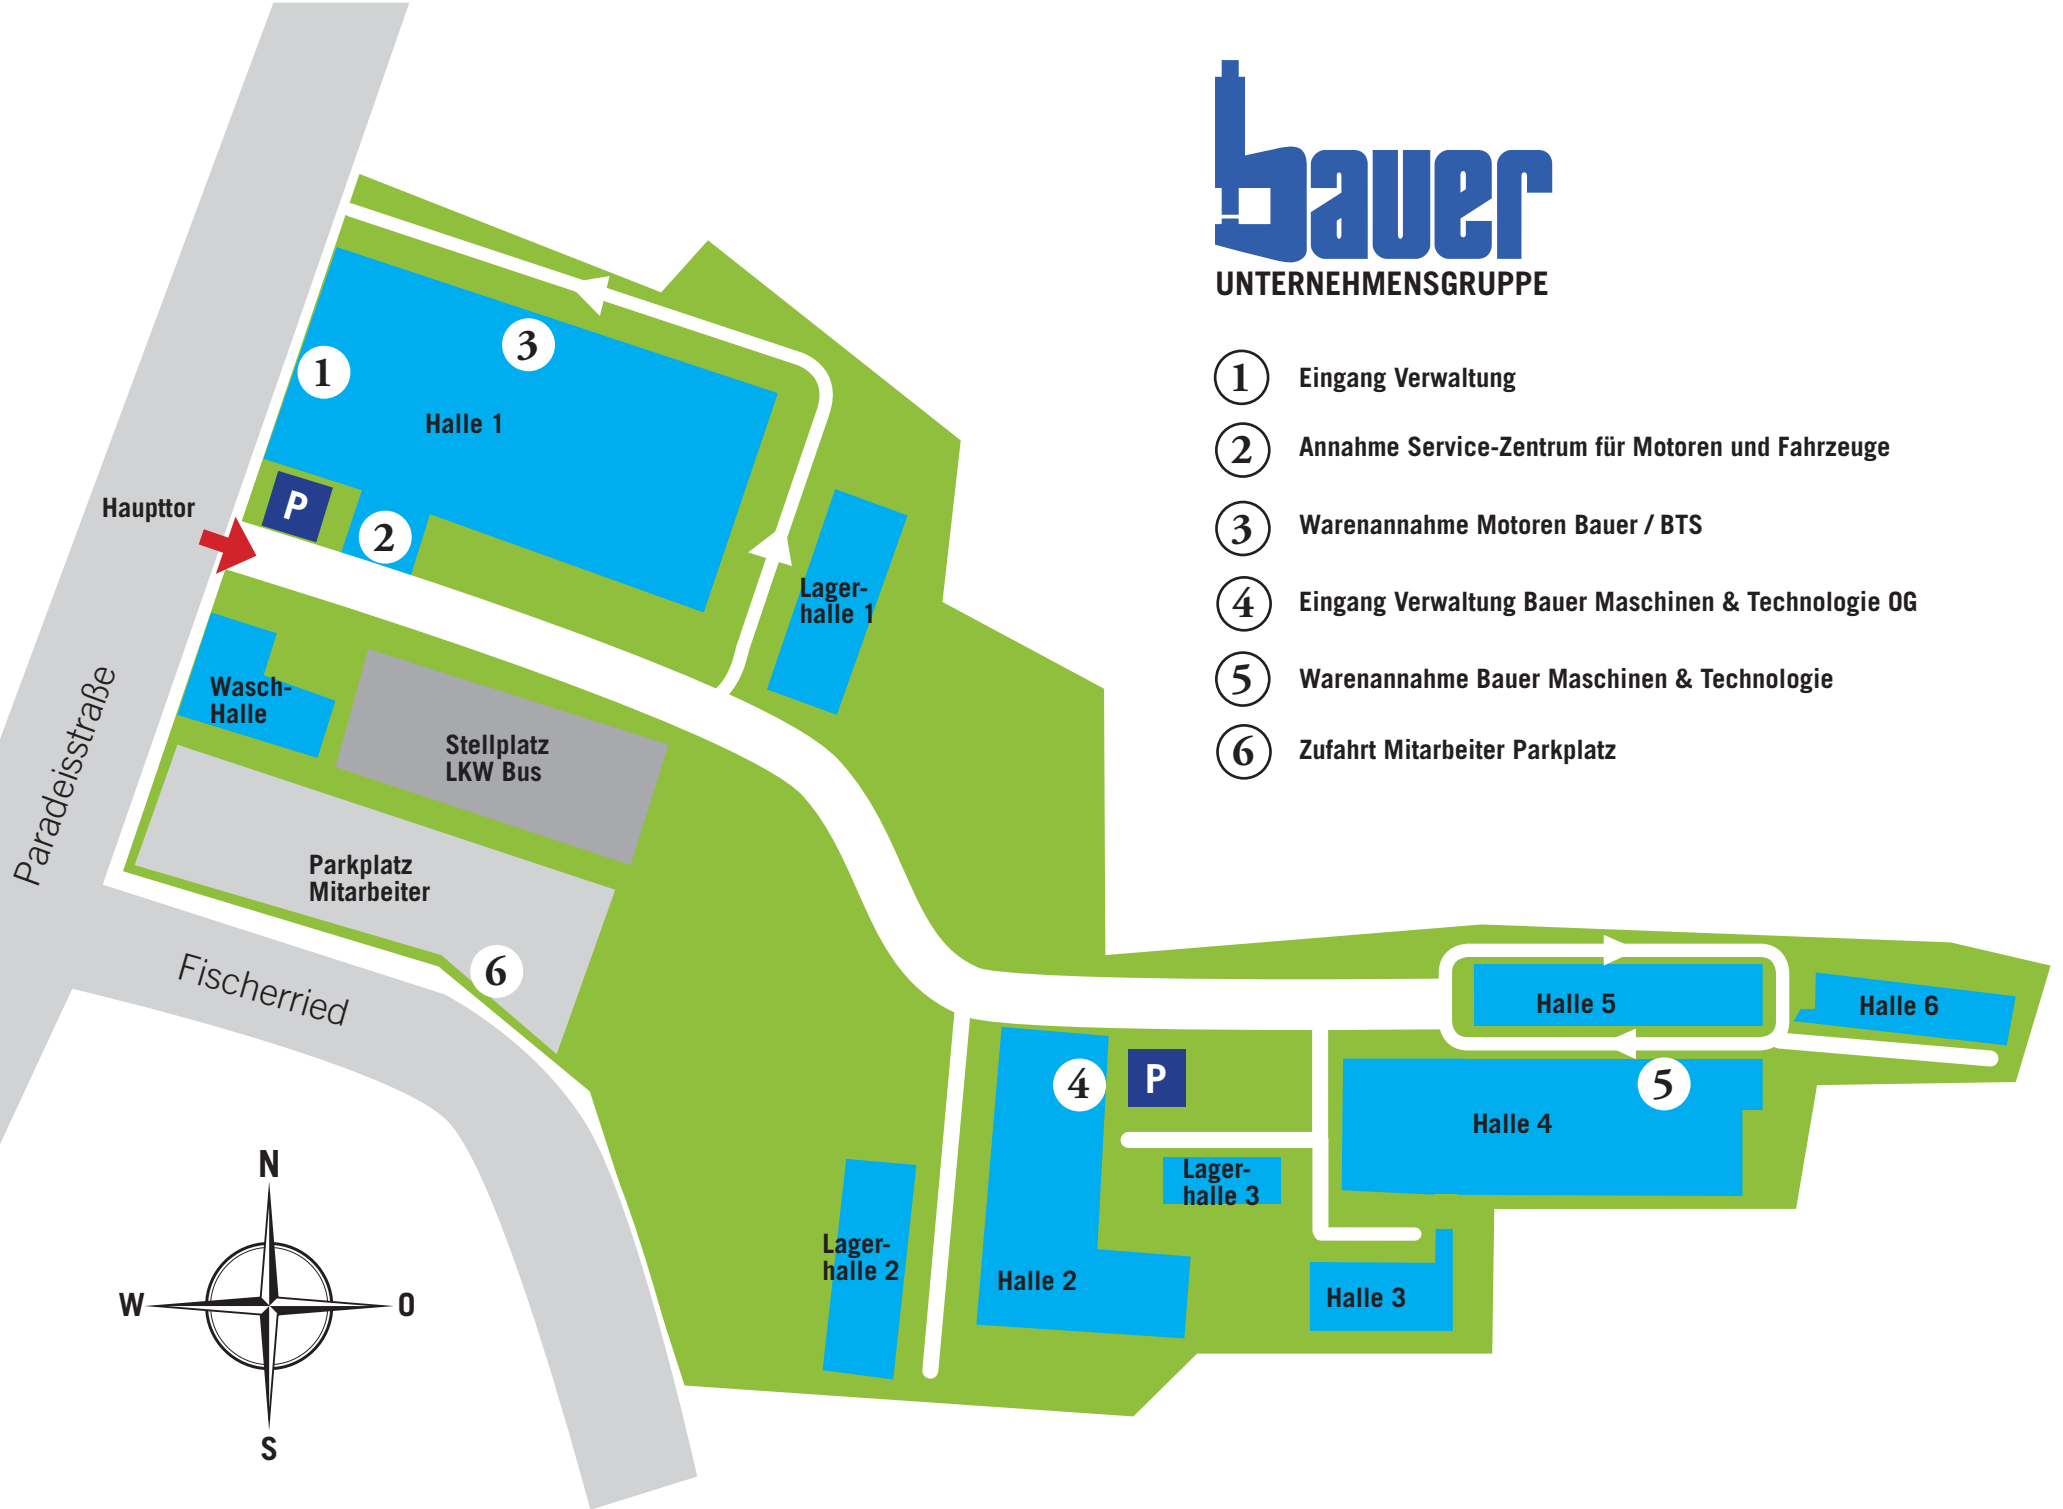 bauer
UNTERNEHMENSGRUPPE
1 Eingang Verwaltung
2 Annahme Service-Zentrum für Motoren und Fahrzeuge
3 Warenannahme Motoren Bauer / BTS
4 Eingang Verwaltung Bauer Maschinen & Technologie OG
5 Warenannahme Bauer Maschinen & Technologie
6 Zufahrt Mitarbeiter Parkplatz
3
1
Halle 1
P
Haupttor
2
Lager-
halle 1
Wasch-
Halle
Stellplatz
LKW Bus
Paradeisstraße
Parkplatz
Mitarbeiter
6
Fischerried
Halle 5
Halle 6
4
P
5
Halle 4
Lager-
halle 3
Lager-
halle 2
Halle 2
Halle 3
N
W
O
S